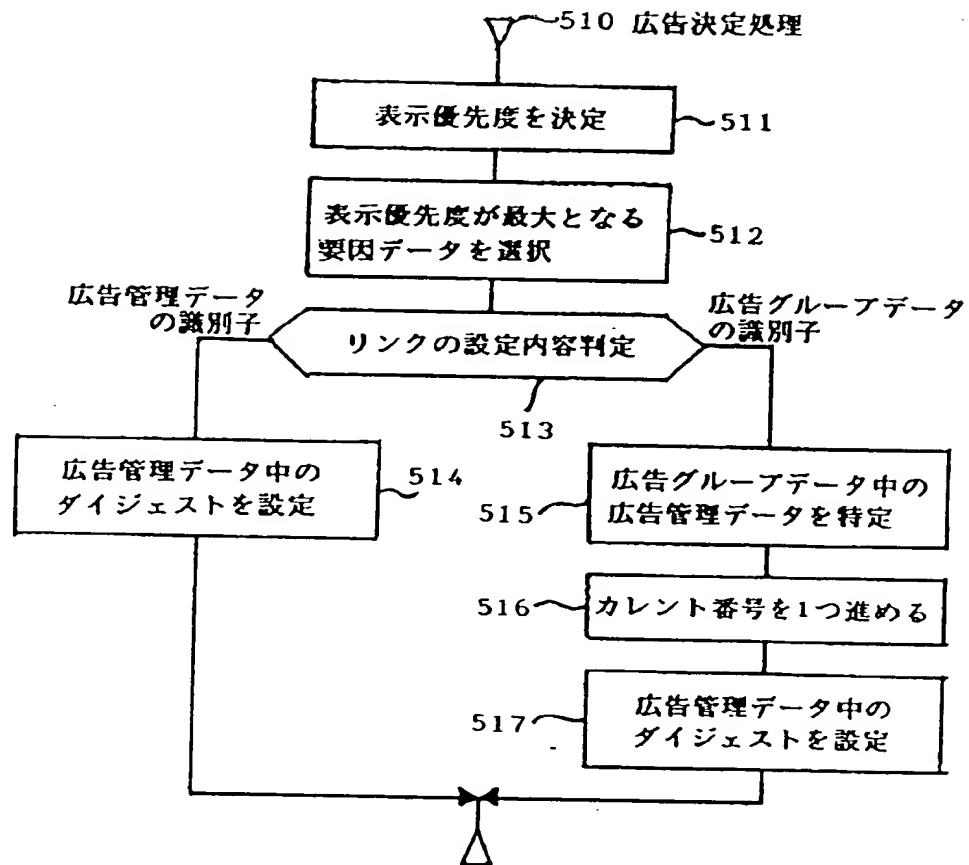 510 広告決定処理
表示優先度を決定
511
表示優先度が最大となる
要因データを選択
512
広告管理データ
の識別子
広告グループデータ
の識別子
リンクの設定内容判定
513
広告管理データ中の
ダイジェストを設定
514
広告グループデータ中の
広告管理データを特定
515
516
カレント番号を1つ進める
517
広告管理データ中の
ダイジェストを設定